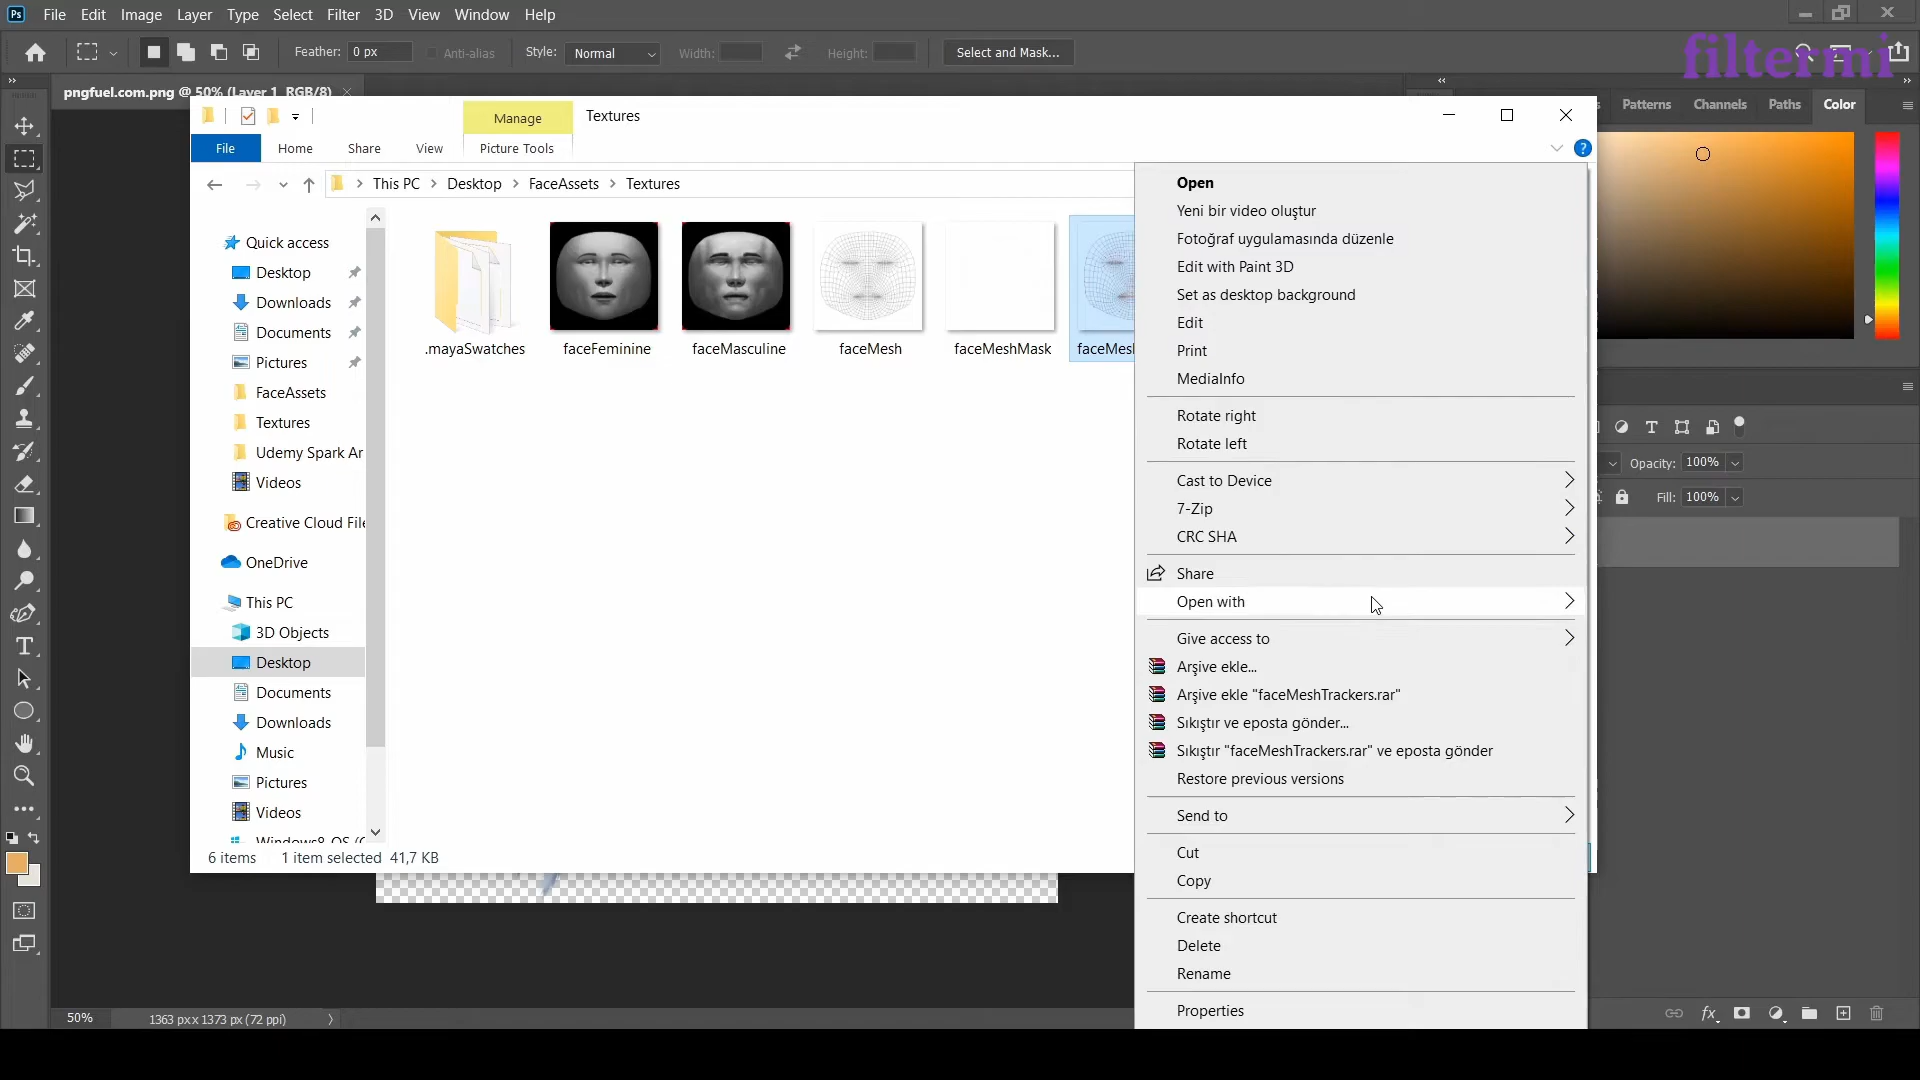 Ps File Edit Image Layer Type Select Filter 3D View Window Help
Feather: 0 px Anti-alias Style: Normal Width: Height: Select and Mask...
filtermi
pngfuel.com.png @ 50% (Layer 1, RGB/8)
Patterns Channels Paths Color
Manage Textures
File Home Share View Picture Tools
This PC Desktop FaceAssets Textures
Quick access
Desktop
Downloads
Documents
Pictures
FaceAssets
Textures
Udemy Spark Ar
Videos
Creative Cloud File
OneDrive
This PC
3D Objects
Desktop
Documents
Downloads
Music
Pictures
Videos
.mayaSwatches faceFeminine faceMasculine faceMesh faceMeshMask
6 items 1 item selected 41,7 KB
Open
Yeni bir video oluştur
Fotoğraf uygulamasında düzenle
Edit with Paint 3D
Set as desktop background
Edit
Print
MediaInfo
Rotate right
Rotate left
Cast to Device
7-Zip
CRC SHA
Share
Open with
Give access to
Arşive ekle...
Arşive ekle "faceMeshTrackers.rar"
Sıkıştır ve eposta gönder...
Sıkıştır "faceMeshTrackers.rar" ve eposta gönder
Restore previous versions
Send to
Cut
Copy
Create shortcut
Delete
Rename
Properties
Opacity: 100%
Fill: 100%
50% 1363 px x 1373 px (72 ppi)